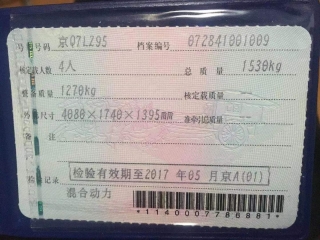 号牌号码 京Q7LZ95 档案编号 072841001009
核定载人数 4人 总质量 1530kg
整备质量 1270kg 核定载质量
外廓尺寸 4080×1740×1395mm 准牵引总质量
备注
检验记录 检验有效期至2017年05月京A(01)
混合动力
*1140007786881*